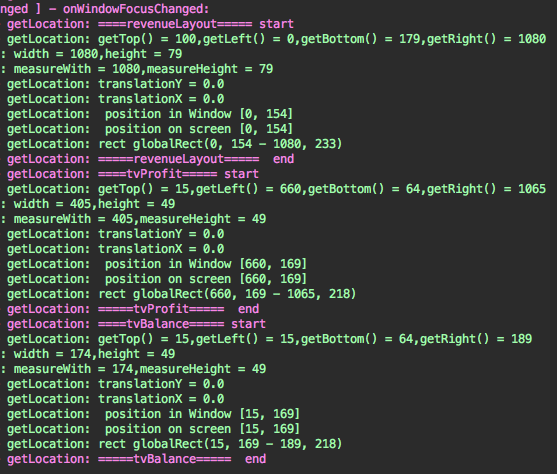 nged ] - onWindowFocusChanged:
getLocation: ====revenueLayout===== start
getLocation: getTop() = 100,getLeft() = 0,getBottom() = 179,getRight() = 1080
: width = 1080,height = 79
: measureWith = 1080,measureHeight = 79
getLocation: translationY = 0.0
getLocation: translationX = 0.0
getLocation:  position in Window [0, 154]
getLocation:  position on screen [0, 154]
getLocation: rect globalRect(0, 154 - 1080, 233)
getLocation: =====revenueLayout=====  end
getLocation: ====tvProfit===== start
getLocation: getTop() = 15,getLeft() = 660,getBottom() = 64,getRight() = 1065
: width = 405,height = 49
: measureWith = 405,measureHeight = 49
getLocation: translationY = 0.0
getLocation: translationX = 0.0
getLocation:  position in Window [660, 169]
getLocation:  position on screen [660, 169]
getLocation: rect globalRect(660, 169 - 1065, 218)
getLocation: =====tvProfit=====  end
getLocation: ====tvBalance===== start
getLocation: getTop() = 15,getLeft() = 15,getBottom() = 64,getRight() = 189
: width = 174,height = 49
: measureWith = 174,measureHeight = 49
getLocation: translationY = 0.0
getLocation: translationX = 0.0
getLocation:  position in Window [15, 169]
getLocation:  position on screen [15, 169]
getLocation: rect globalRect(15, 169 - 189, 218)
getLocation: =====tvBalance=====  end